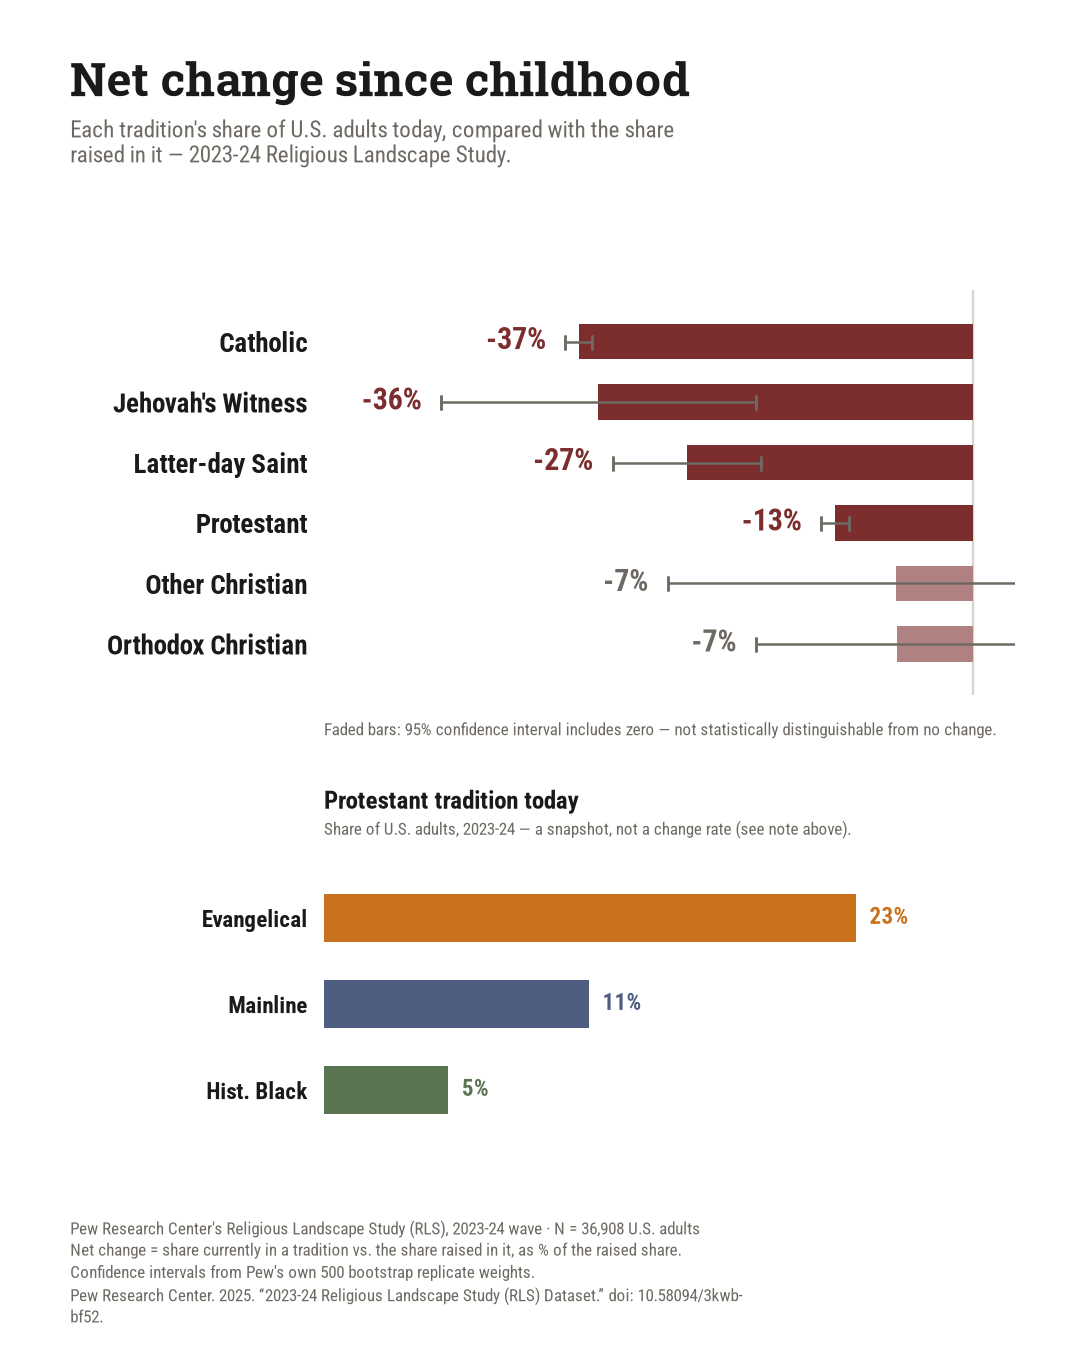 Net change since childhood
Each tradition's share of U.S. adults today, compared with the share
raised in it — 2023-24 Religious Landscape Study.
Catholic -37%
Jehovah's Witness -36%
Latter-day Saint -27%
Protestant -13%
Other Christian -7%
Orthodox Christian -7%
Faded bars: 95% confidence interval includes zero — not statistically distinguishable from no change.
Protestant tradition today
Share of U.S. adults, 2023-24 — a snapshot, not a change rate (see note above).
Evangelical 23%
Mainline 11%
Hist. Black 5%
Pew Research Center's Religious Landscape Study (RLS), 2023-24 wave · N = 36,908 U.S. adults
Net change = share currently in a tradition vs. the share raised in it, as % of the raised share.
Confidence intervals from Pew's own 500 bootstrap replicate weights.
Pew Research Center. 2025. “2023-24 Religious Landscape Study (RLS) Dataset.” doi: 10.58094/3kwb-
bf52.